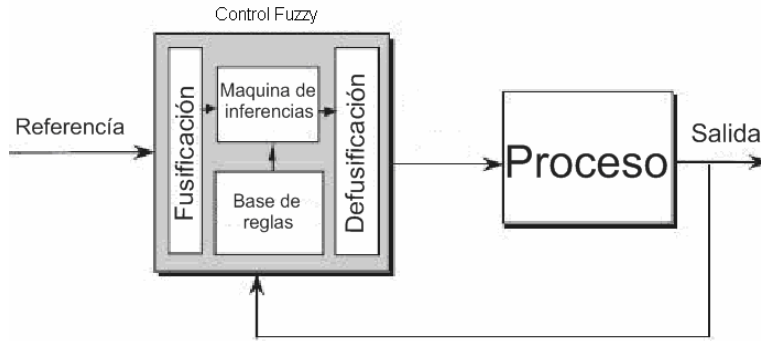 Control Fuzzy
Referencía
Fusificación
Maquina de
inferencias
Base de
reglas
Defusificación
Proceso
Salida